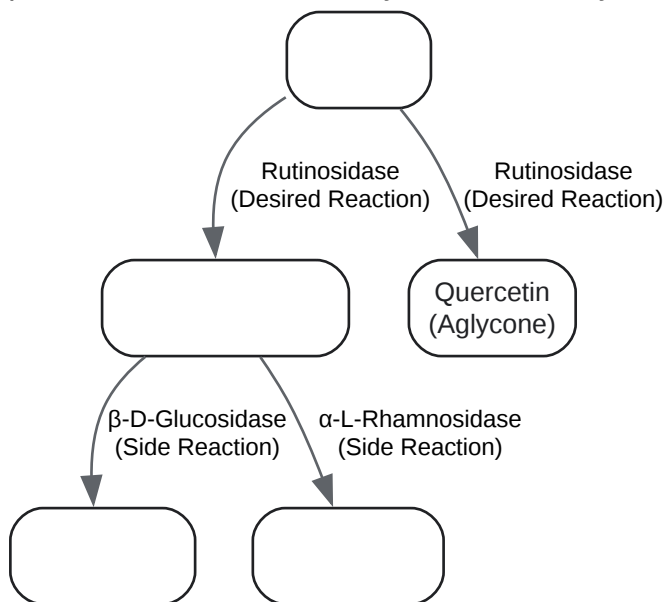 Rutinosidase
(Desired Reaction)
Rutinosidase
(Desired Reaction)
Quercetin
(Aglycone)
β-D-Glucosidase
(Side Reaction)
α-L-Rhamnosidase
(Side Reaction)